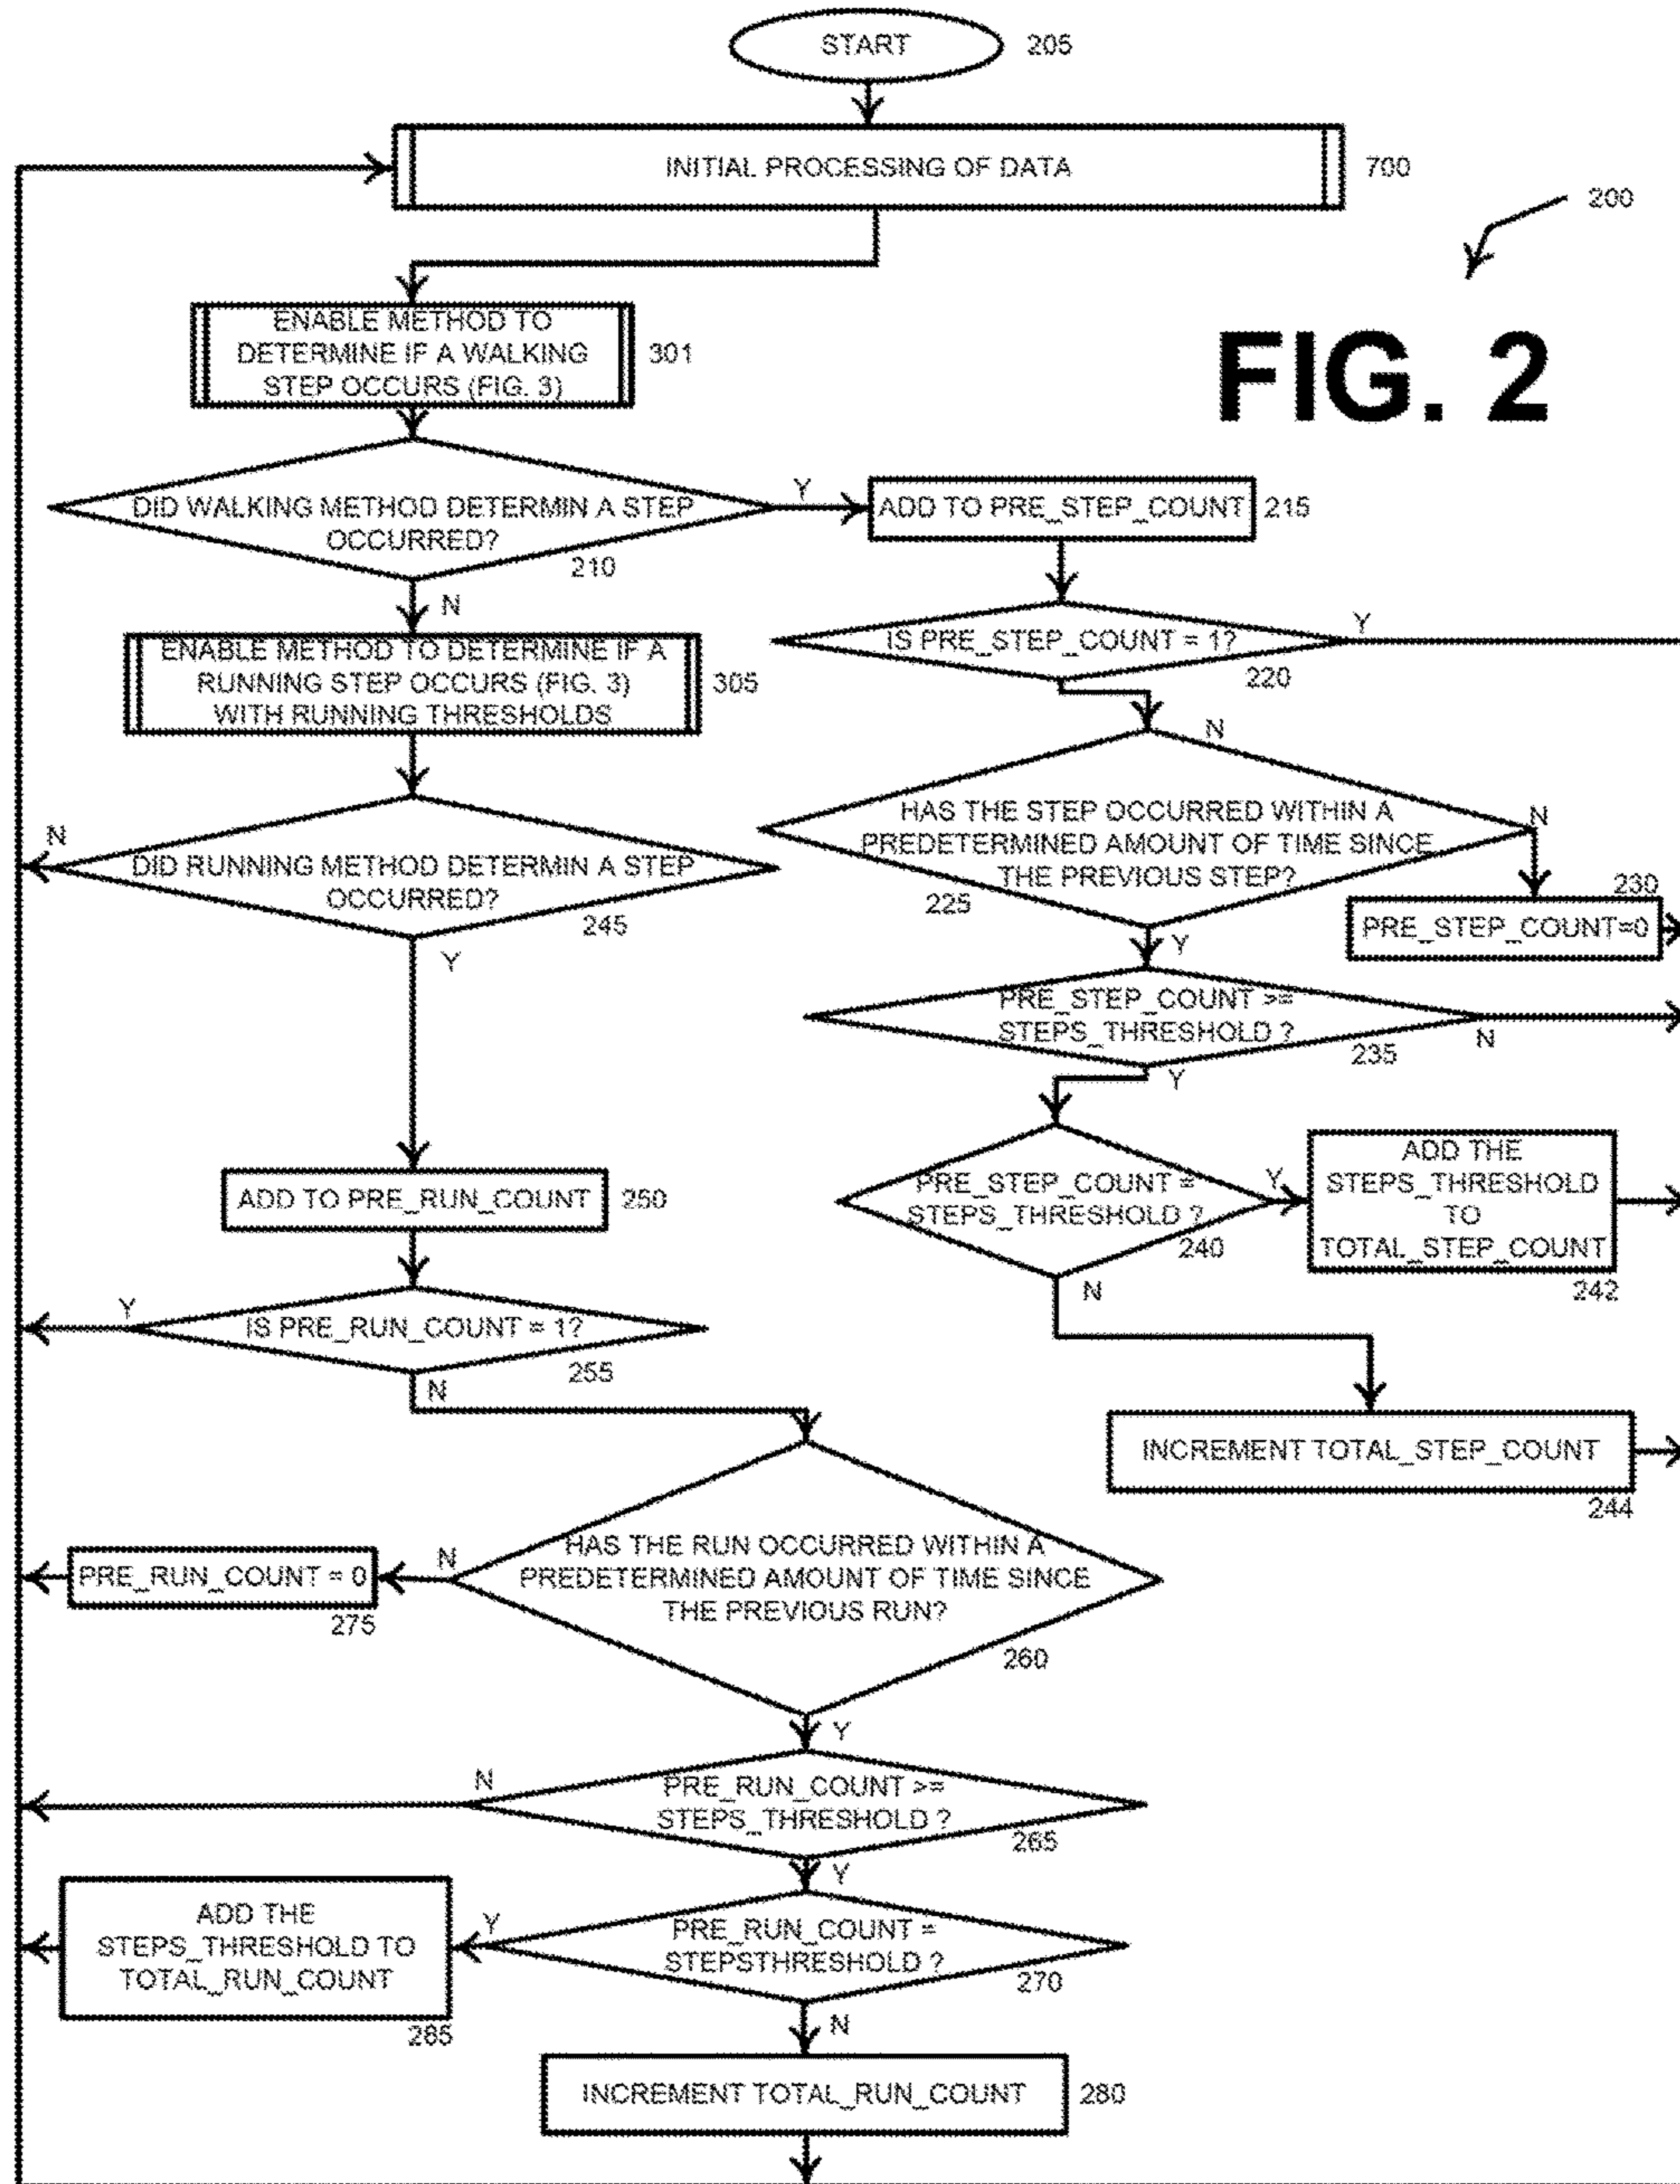 START
205
INITIAL PROCESSING OF DATA
700
200
FIG. 2
ENABLE METHOD TO
DETERMINE IF A WALKING
STEP OCCURS (FIG. 3)
301
DID WALKING METHOD DETERMIN A STEP
OCCURRED?
210
Y
ADD TO PRE_STEP_COUNT
215
N
IS PRE_STEP_COUNT = 1?
220
Y
ENABLE METHOD TO DETERMINE IF A
RUNNING STEP OCCURS (FIG. 3)
WITH RUNNING THRESHOLDS
305
N
HAS THE STEP OCCURRED WITHIN A
PREDETERMINED AMOUNT OF TIME SINCE
THE PREVIOUS STEP?
225
N
230
PRE_STEP_COUNT=0
N
DID RUNNING METHOD DETERMIN A STEP
OCCURRED?
245
Y
Y
PRE_STEP_COUNT >=
STEPS_THRESHOLD ?
235
N
Y
PRE_STEP_COUNT =
STEPS_THRESHOLD ?
240
Y
ADD THE
STEPS_THRESHOLD
TO
TOTAL_STEP_COUNT
242
N
INCREMENT TOTAL_STEP_COUNT
244
ADD TO PRE_RUN_COUNT
250
Y
IS PRE_RUN_COUNT = 1?
255
N
HAS THE RUN OCCURRED WITHIN A
PREDETERMINED AMOUNT OF TIME SINCE
THE PREVIOUS RUN?
260
N
PRE_RUN_COUNT = 0
275
Y
PRE_RUN_COUNT >=
STEPS_THRESHOLD ?
265
N
Y
PRE_RUN_COUNT =
STEPSTHRESHOLD ?
270
Y
ADD THE
STEPS_THRESHOLD TO
TOTAL_RUN_COUNT
285
N
INCREMENT TOTAL_RUN_COUNT
280